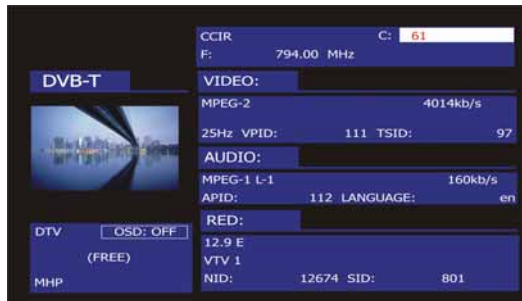 CCIR C: 61
F: 794.00 MHz
DVB-T
VIDEO:
MPEG-2 4014kb/s
25Hz VPID: 111 TSID: 97
AUDIO:
MPEG-1 L-1 160kb/s
APID: 112 LANGUAGE: en
RED:
12.9 E
VTV 1
NID: 12674 SID: 801
DTV OSD: OFF
(FREE)
MHP